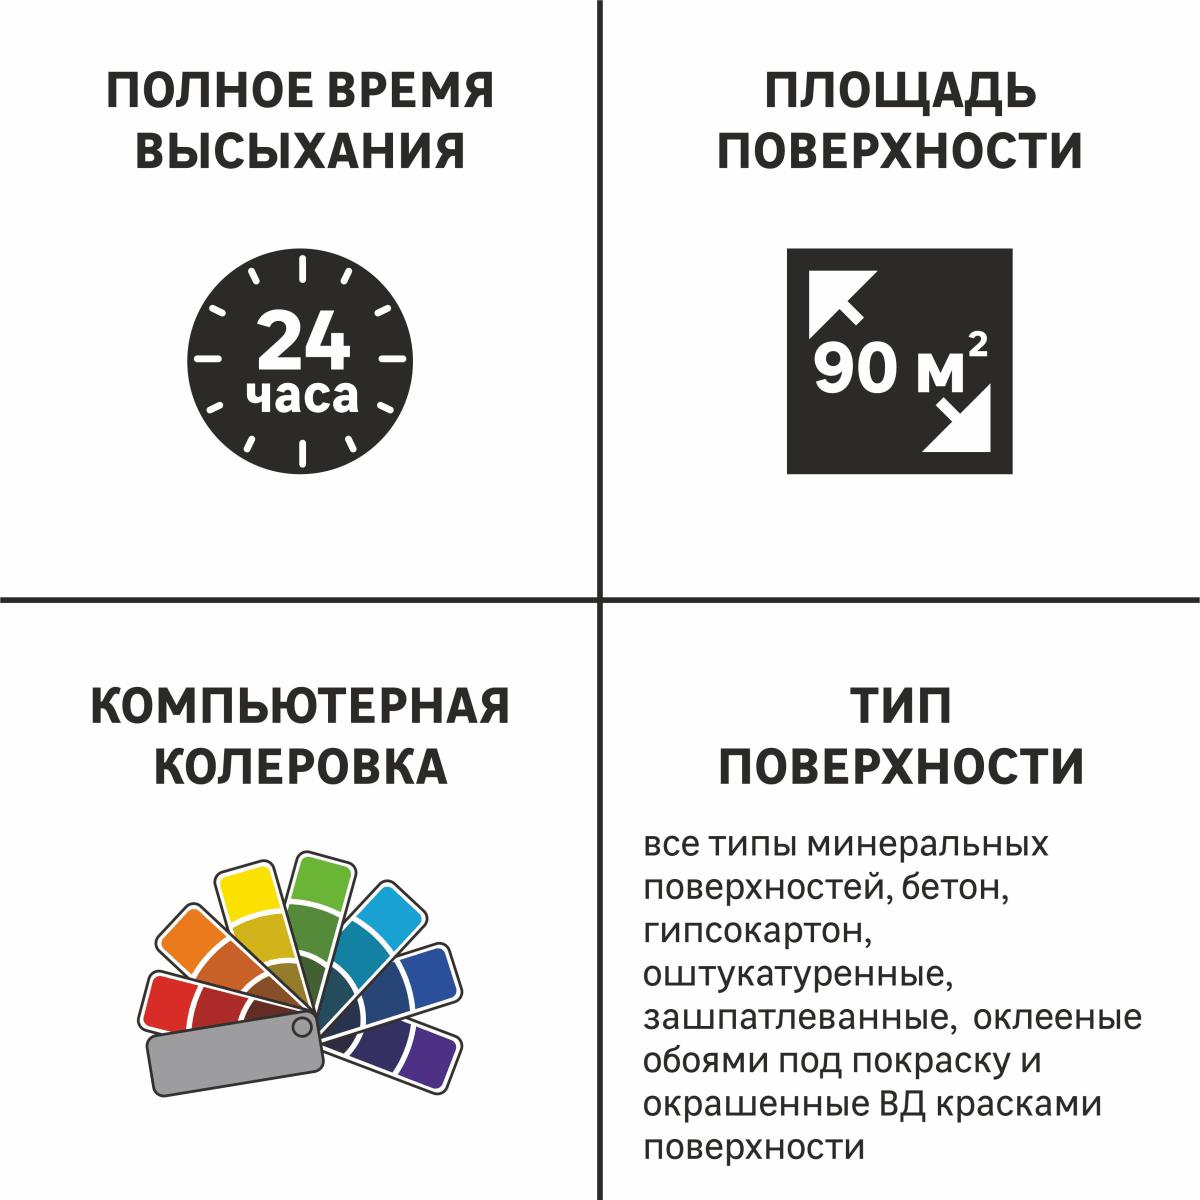 ПОЛНОЕ ВРЕМЯ
ВЫСЫХАНИЯ
24
часа
ПЛОЩАДЬ
ПОВЕРХНОСТИ
90 м²
КОМПЬЮТЕРНАЯ
КОЛЕРОВКА
ТИП
ПОВЕРХНОСТИ
все типы минеральных
поверхностей, бетон,
гипсокартон,
оштукатуренные,
зашпатлеванные, оклееные
обоями под покраску и
окрашенные ВД красками
поверхности